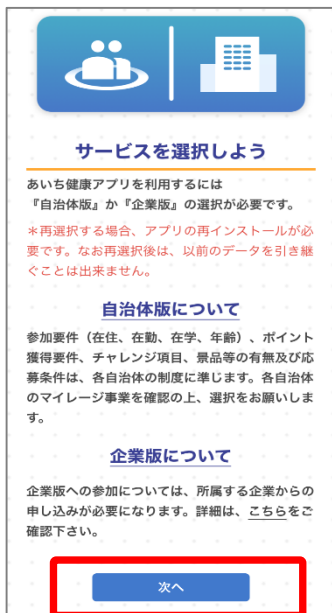 サービスを選択しよう
あいち健康アプリを利用するには
『自治体版』か『企業版』の選択が必要です。
＊再選択する場合、アプリの再インストールが必
要です。なお再選択後は、以前のデータを引き継
ぐことは出来ません。
自治体版について
参加要件（在住、在勤、在学、年齢）、ポイント
獲得要件、チャレンジ項目、景品等の有無及び応
募条件は、各自治体の制度に準じます。各自治体
のマイレージ事業を確認の上、選択をお願いしま
す。
企業版について
企業版への参加については、所属する企業からの
申し込みが必要になります。詳細は、こちらをご
確認下さい。
次へ